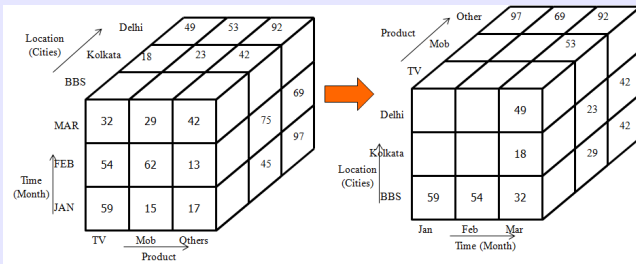 Location
(Cities)
Delhi
Kolkata
BBS
49 53 92
18 23 42
MAR
FEB
JAN
Time
(Month)
32 29 42
54 62 13
59 15 17
75 69
45 97
TV Mob Qthers
Product
Product
Other
Mob
TV
97 69 92
53
Delhi
Kolkata
BBS
Location
(Cities)
49
18
59 54 32
23 42
29 42
Jan Feb Mar
Time (Month)